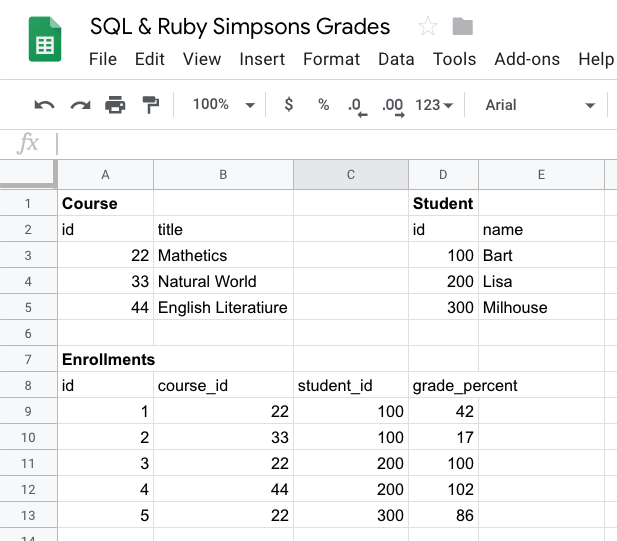 SQL & Ruby Simpsons Grades
File Edit View Insert Format Data Tools Add-ons Help
100% $ % .0 .00 123 Arial
fx
A B C D E
1 Course Student
2 id title id name
3 22 Mathetics 100 Bart
4 33 Natural World 200 Lisa
5 44 English Literatiure 300 Milhouse
6
7 Enrollments
8 id course_id student_id grade_percent
9 1 22 100 42
10 2 33 100 17
11 3 22 200 100
12 4 44 200 102
13 5 22 300 86
14